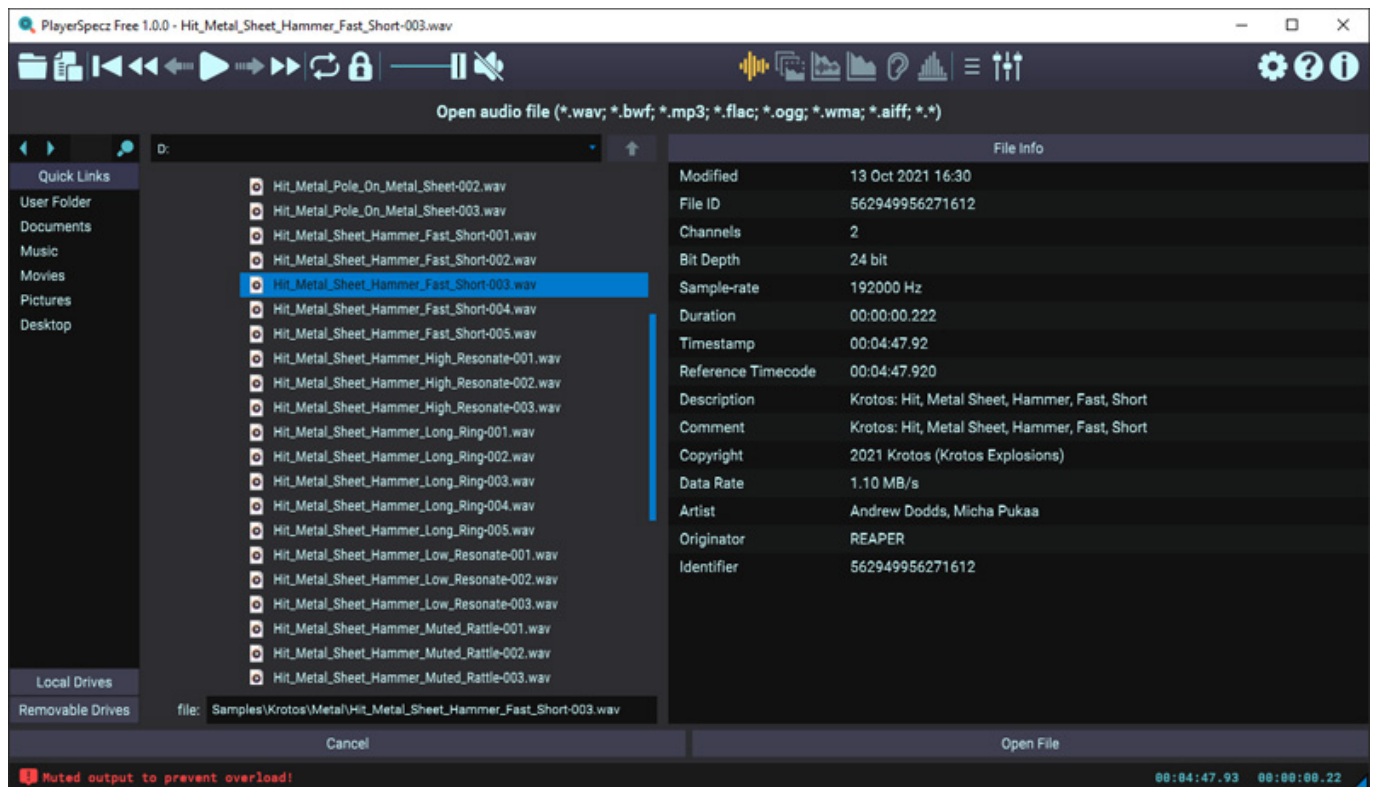 PlayerSpecz Free 1.0.0 - Hit_Metal_Sheet_Hammer_Fast_Short-003.wav
Open audio file (*.wav; *.bwf; *.mp3; *.flac; *.ogg; *.wma; *.aiff; *.*)
D:
Quick Links
User Folder
Documents
Music
Movies
Pictures
Desktop
Local Drives
Removable Drives
Hit_Metal_Pole_On_Metal_Sheet-002.wav
Hit_Metal_Pole_On_Metal_Sheet-003.wav
Hit_Metal_Sheet_Hammer_Fast_Short-001.wav
Hit_Metal_Sheet_Hammer_Fast_Short-002.wav
Hit_Metal_Sheet_Hammer_Fast_Short-003.wav
Hit_Metal_Sheet_Hammer_Fast_Short-004.wav
Hit_Metal_Sheet_Hammer_Fast_Short-005.wav
Hit_Metal_Sheet_Hammer_High_Resonate-001.wav
Hit_Metal_Sheet_Hammer_High_Resonate-002.wav
Hit_Metal_Sheet_Hammer_High_Resonate-003.wav
Hit_Metal_Sheet_Hammer_Long_Ring-001.wav
Hit_Metal_Sheet_Hammer_Long_Ring-002.wav
Hit_Metal_Sheet_Hammer_Long_Ring-003.wav
Hit_Metal_Sheet_Hammer_Long_Ring-004.wav
Hit_Metal_Sheet_Hammer_Long_Ring-005.wav
Hit_Metal_Sheet_Hammer_Low_Resonate-001.wav
Hit_Metal_Sheet_Hammer_Low_Resonate-002.wav
Hit_Metal_Sheet_Hammer_Low_Resonate-003.wav
Hit_Metal_Sheet_Hammer_Muted_Rattle-001.wav
Hit_Metal_Sheet_Hammer_Muted_Rattle-002.wav
Hit_Metal_Sheet_Hammer_Muted_Rattle-003.wav
file: Samples\Krotos\Metal\Hit_Metal_Sheet_Hammer_Fast_Short-003.wav
File Info
Modified 13 Oct 2021 16:30
File ID 562949956271612
Channels 2
Bit Depth 24 bit
Sample-rate 192000 Hz
Duration 00:00:00.222
Timestamp 00:04:47.92
Reference Timecode 00:04:47.920
Description Krotos: Hit, Metal Sheet, Hammer, Fast, Short
Comment Krotos: Hit, Metal Sheet, Hammer, Fast, Short
Copyright 2021 Krotos (Krotos Explosions)
Data Rate 1.10 MB/s
Artist Andrew Dodds, Micha Pukaa
Originator REAPER
Identifier 562949956271612
Cancel
Open File
Muted output to prevent overload!
00:04:47.93 00:00:00.22